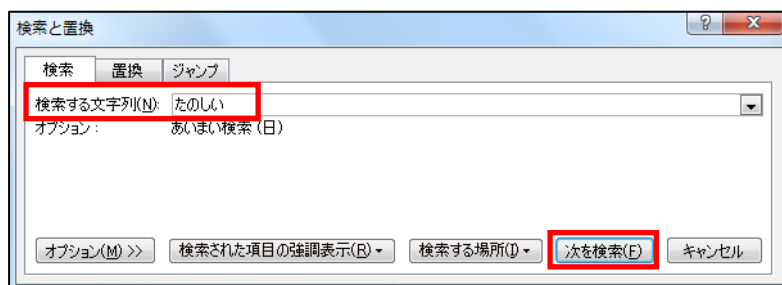 検索と置換
検索 置換 ジャンプ
検索する文字列(N): たのしい
オプション： あいまい検索 (日)
オプション(M) >> 検索された項目の強調表示(R) 検索する場所(I) 次を検索(F) キャンセル